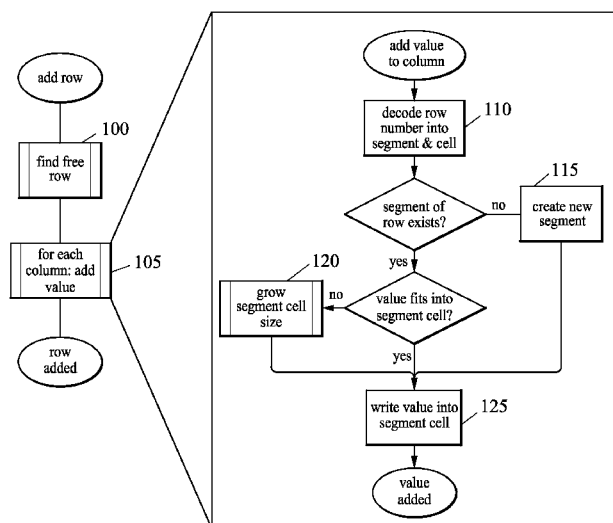 add row
100
find free
row
for each
column: add
value
105
row
added
add value
to column
110
decode row
number into
segment & cell
segment of
row exists?
no
115
create new
segment
yes
120
grow
segment cell
size
no
value fits into
segment cell?
yes
write value into
segment cell
125
value
added